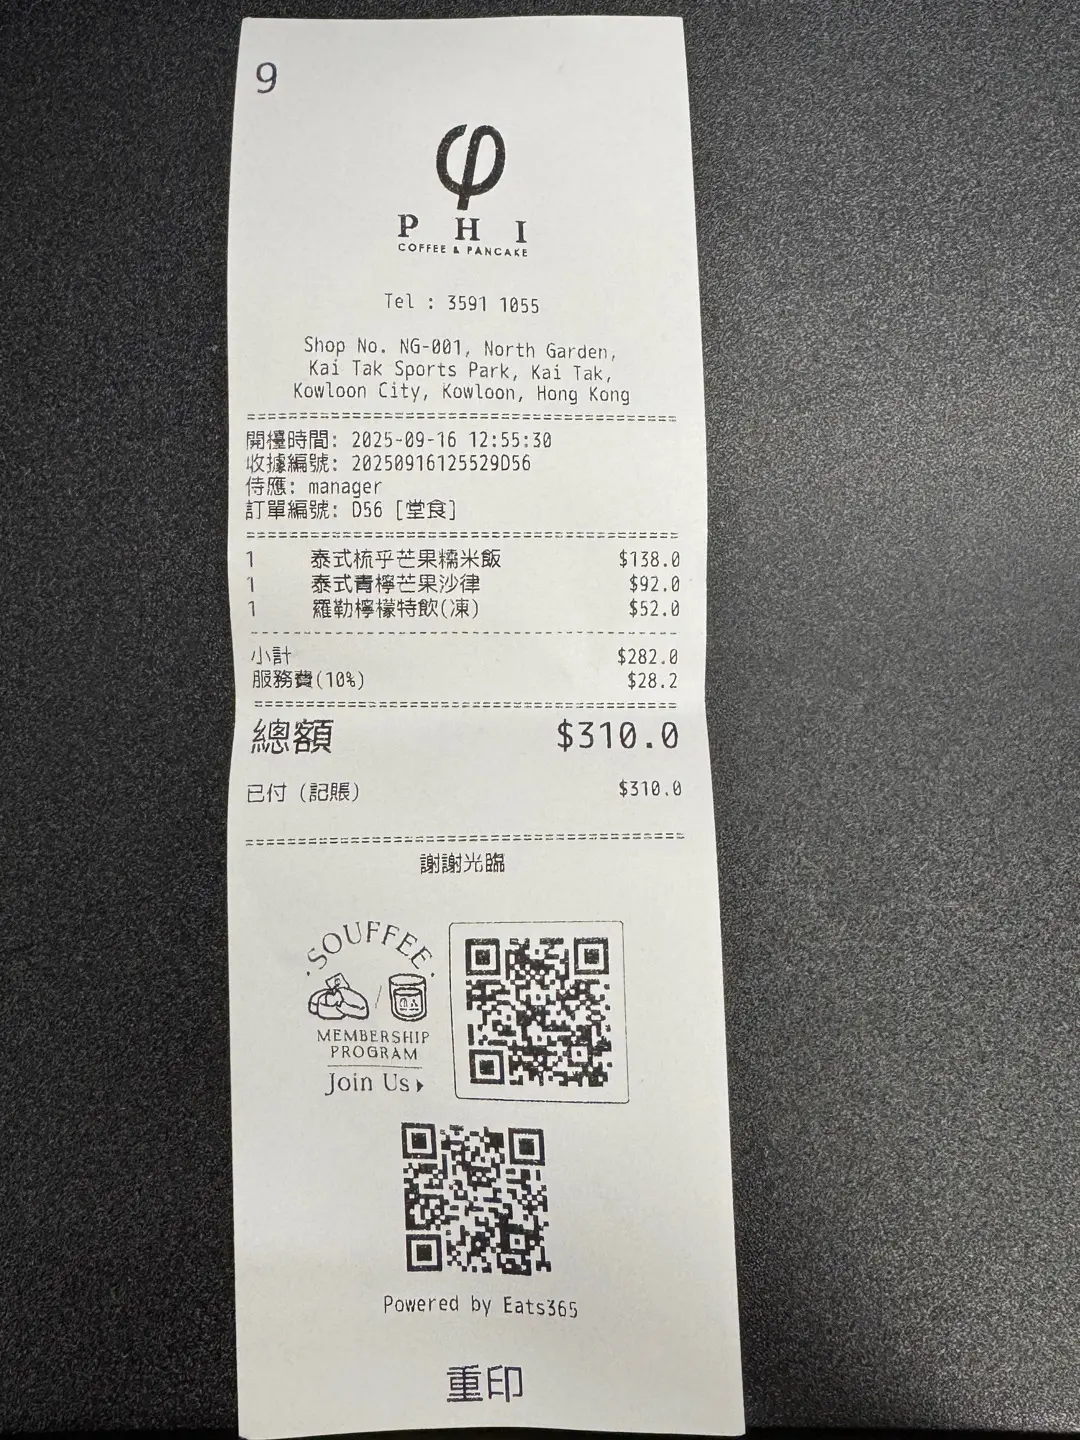 9
PHI
COFFEE & PANCAKE
Tel : 3591 1055
Shop No. NG-001, North Garden,
Kai Tak Sports Park, Kai Tak,
Kowloon City, Kowloon, Hong Kong
開檯時間: 2025-09-16 12:55:30
收據編號: 20250916125529D56
侍應: manager
訂單編號: D56 [堂食]
1 泰式梳乎芒果糯米飯 $138.0
1 泰式青檸芒果沙律 $92.0
1 羅勒檸檬特飲(凍) $52.0
小計 $282.0
服務費(10%) $28.2
總額 $310.0
已付 (記賬) $310.0
謝謝光臨
SOUFFEE
MEMBERSHIP
PROGRAM
Join Us
Powered by Eats365
重印